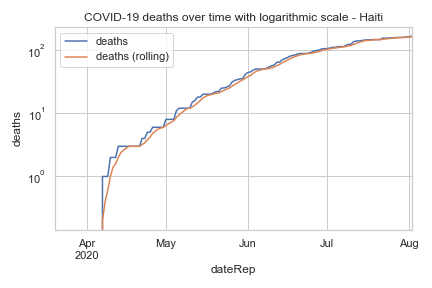 COVID-19 deaths over time with logarithmic scale - Haiti
deaths
deaths (rolling)
10²
10¹
10⁰
deaths
Apr
2020
May
Jun
Jul
Aug
dateRep